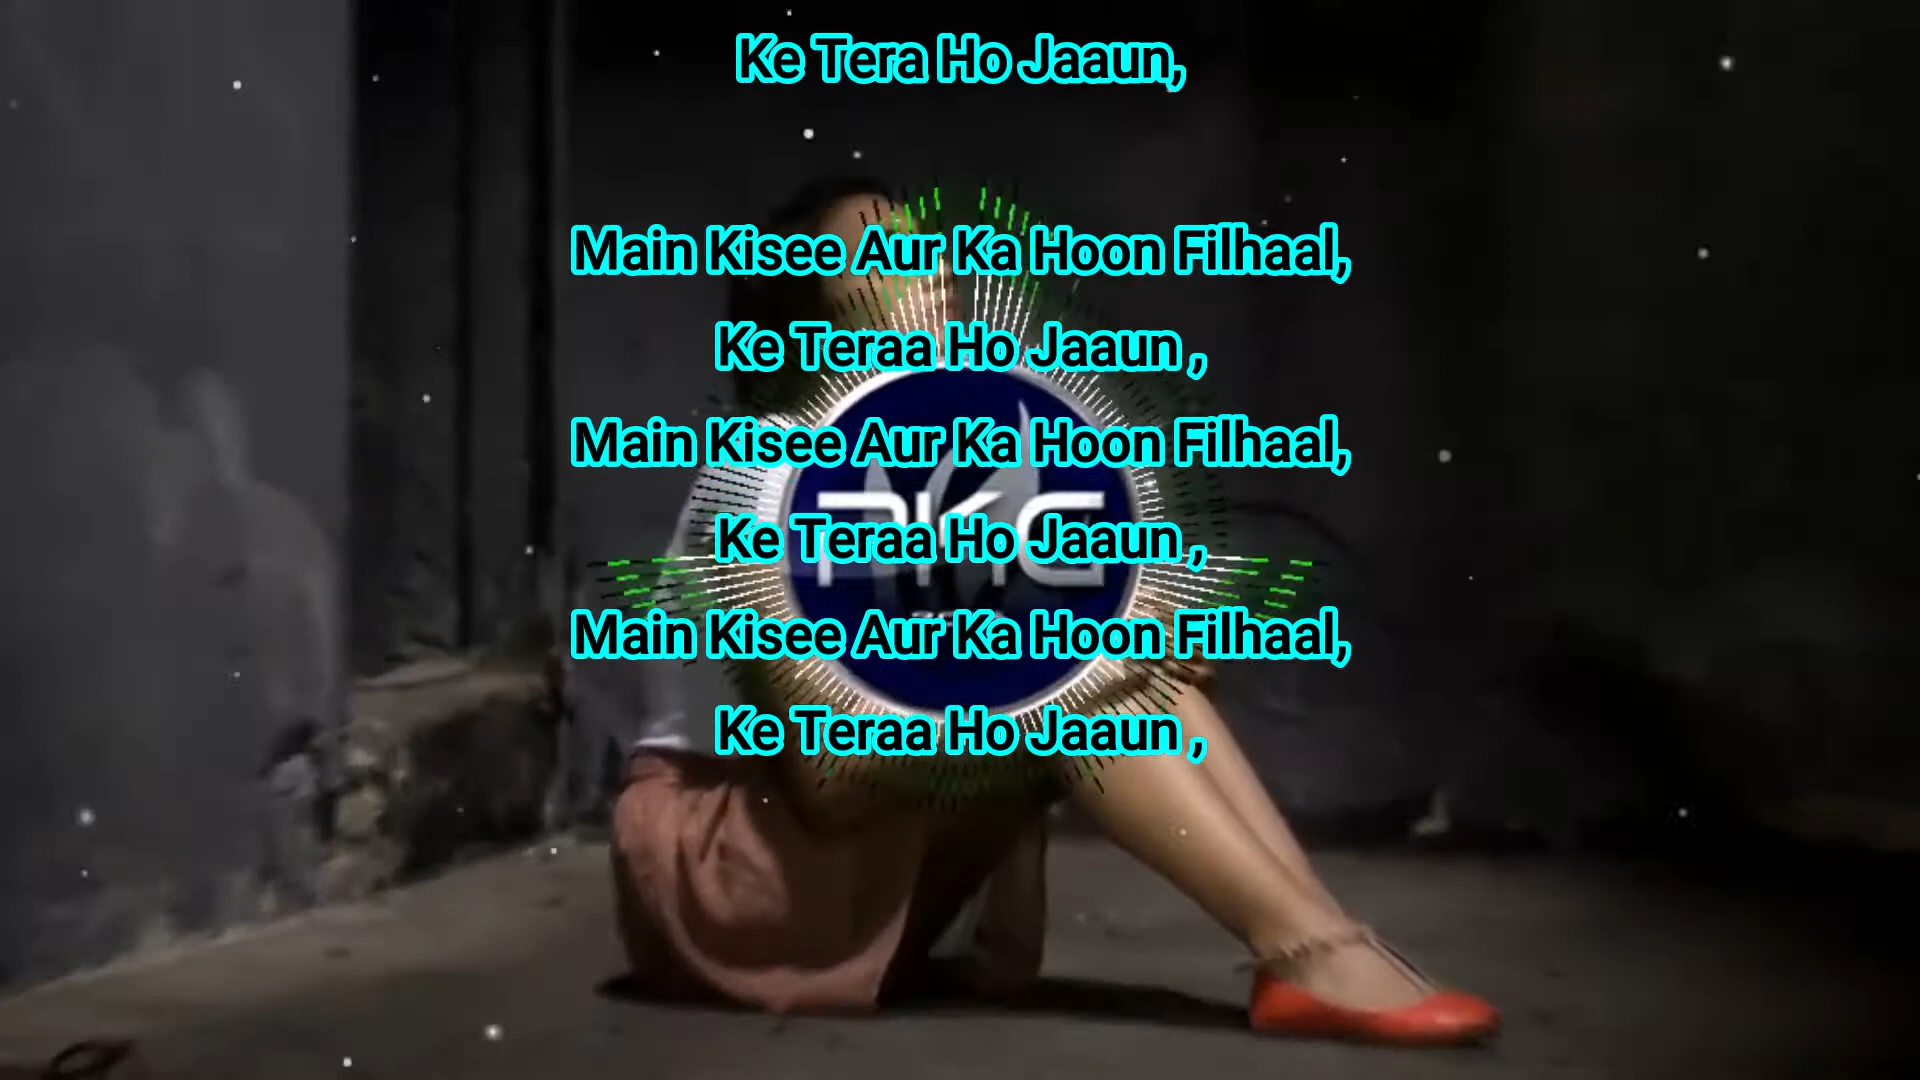 Ke Tera Ho Jaaun,
Main Kisee Aur Ka Hoon Filhaal,
Ke Teraa Ho Jaaun ,
Main Kisee Aur Ka Hoon Filhaal,
Ke Teraa Ho Jaaun ,
Main Kisee Aur Ka Hoon Filhaal,
Ke Teraa Ho Jaaun ,